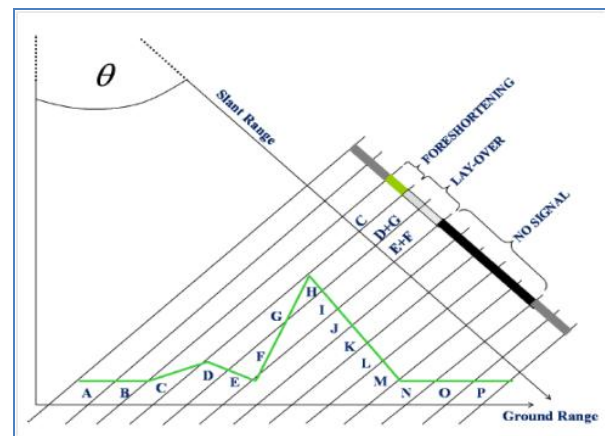 θ
Slant Range
FORESHORTENING
LAY-OVER
NO SIGNAL
C
D+G
E+F
H
G I
F J
D K
A B C E L M N O P
Ground Range